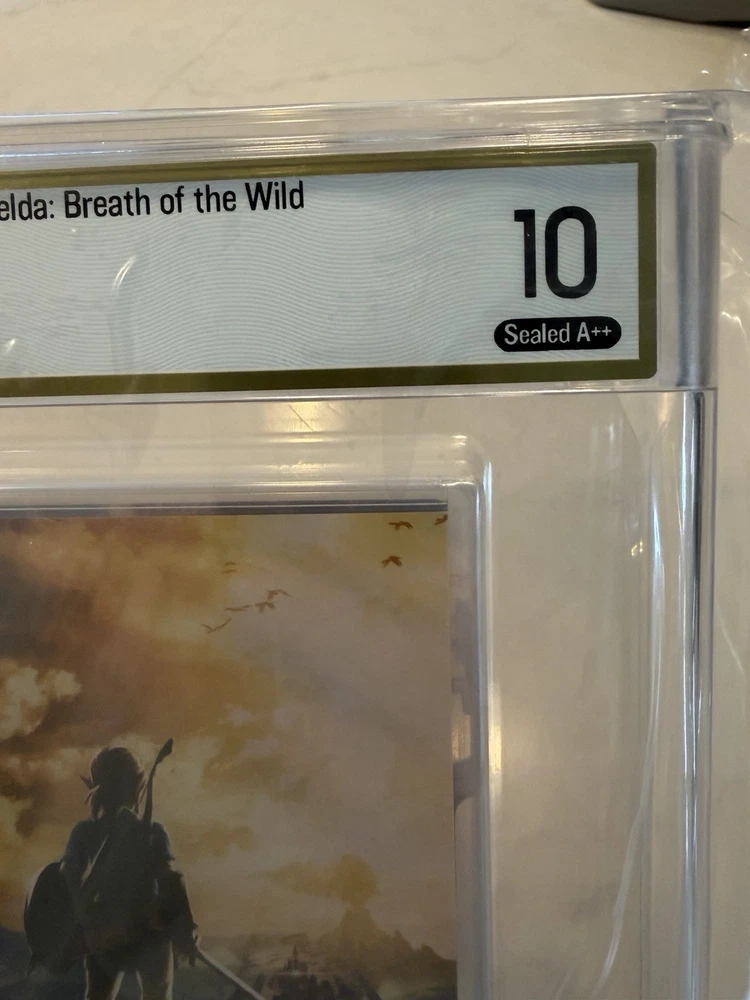 elda: Breath of the Wild
10
Sealed A++